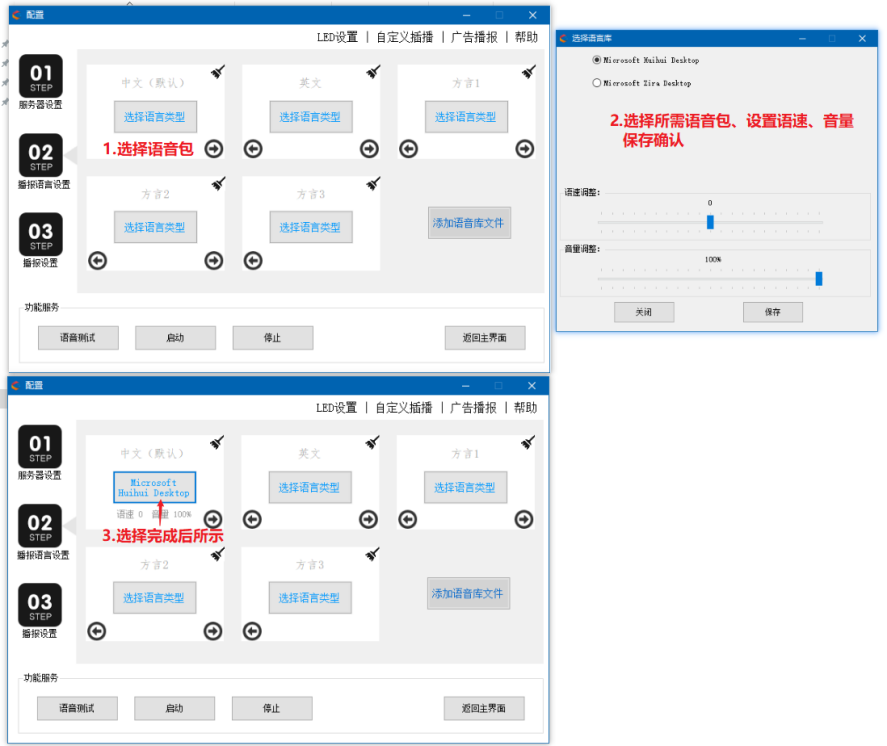 配置
LED设置 | 自定义插播 | 广告播报 | 帮助
01
STEP
服务器设置
02
STEP
播报语言设置
03
STEP
播报设置
中文(默认)
选择语言类型
1.选择语音包
英文
选择语言类型
方言1
选择语言类型
方言2
选择语言类型
方言3
选择语言类型
添加语音库文件
功能服务
语音测试
启动
停止
返回主界面
选择语言库
Microsoft Huihui Desktop
Microsoft Zira Desktop
2.选择所需语音包、设置语速、音量
保存确认
语速调整:
0
音量调整:
100%
关闭
保存
配置
LED设置 | 自定义插播 | 广告播报 | 帮助
01
STEP
服务器设置
02
STEP
播报语言设置
03
STEP
播报设置
中文(默认)
Microsoft
Huihui Desktop
语速 0 音量 100%
3.选择完成后所示
英文
选择语言类型
方言1
选择语言类型
方言2
选择语言类型
方言3
选择语言类型
添加语音库文件
功能服务
语音测试
启动
停止
返回主界面